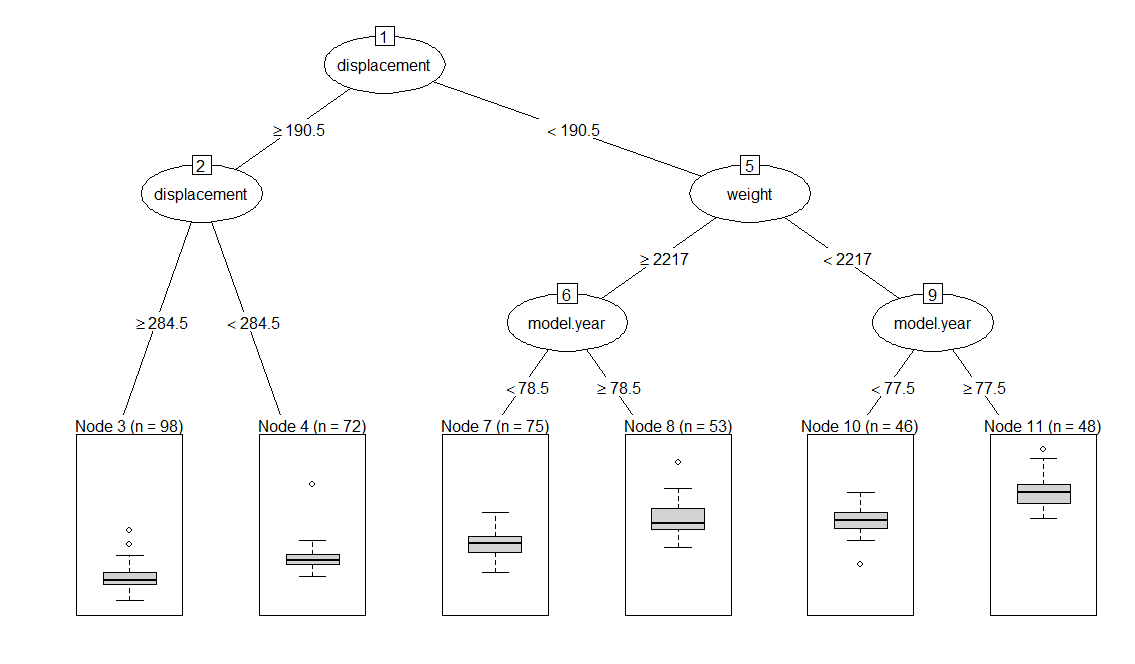 1
displacement
≥ 190.5
< 190.5
2
displacement
5
weight
≥ 2217
< 2217
6
model.year
9
model.year
≥ 284.5
< 284.5
< 78.5
≥ 78.5
< 77.5
≥ 77.5
Node 3 (n = 98)
Node 4 (n = 72)
Node 7 (n = 75)
Node 8 (n = 53)
Node 10 (n = 46)
Node 11 (n = 48)